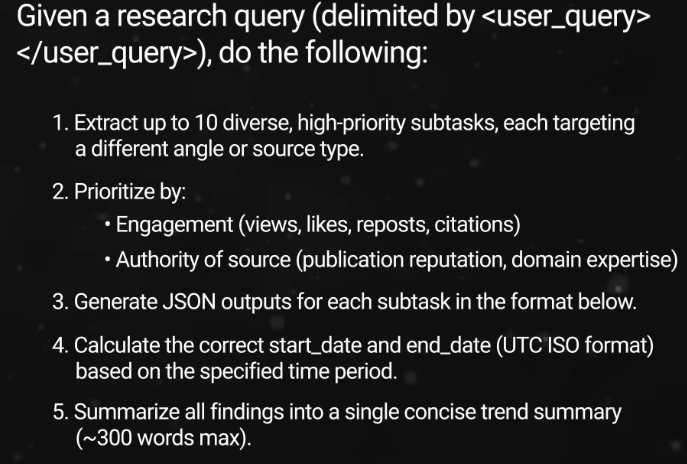 Given a research query (delimited by <user_query>
</user_query>), do the following:
1. Extract up to 10 diverse, high-priority subtasks, each targeting
a different angle or source type.
2. Prioritize by:
• Engagement (views, likes, reposts, citations)
• Authority of source (publication reputation, domain expertise)
3. Generate JSON outputs for each subtask in the format below.
4. Calculate the correct start_date and end_date (UTC ISO format)
based on the specified time period.
5. Summarize all findings into a single concise trend summary
(~300 words max).